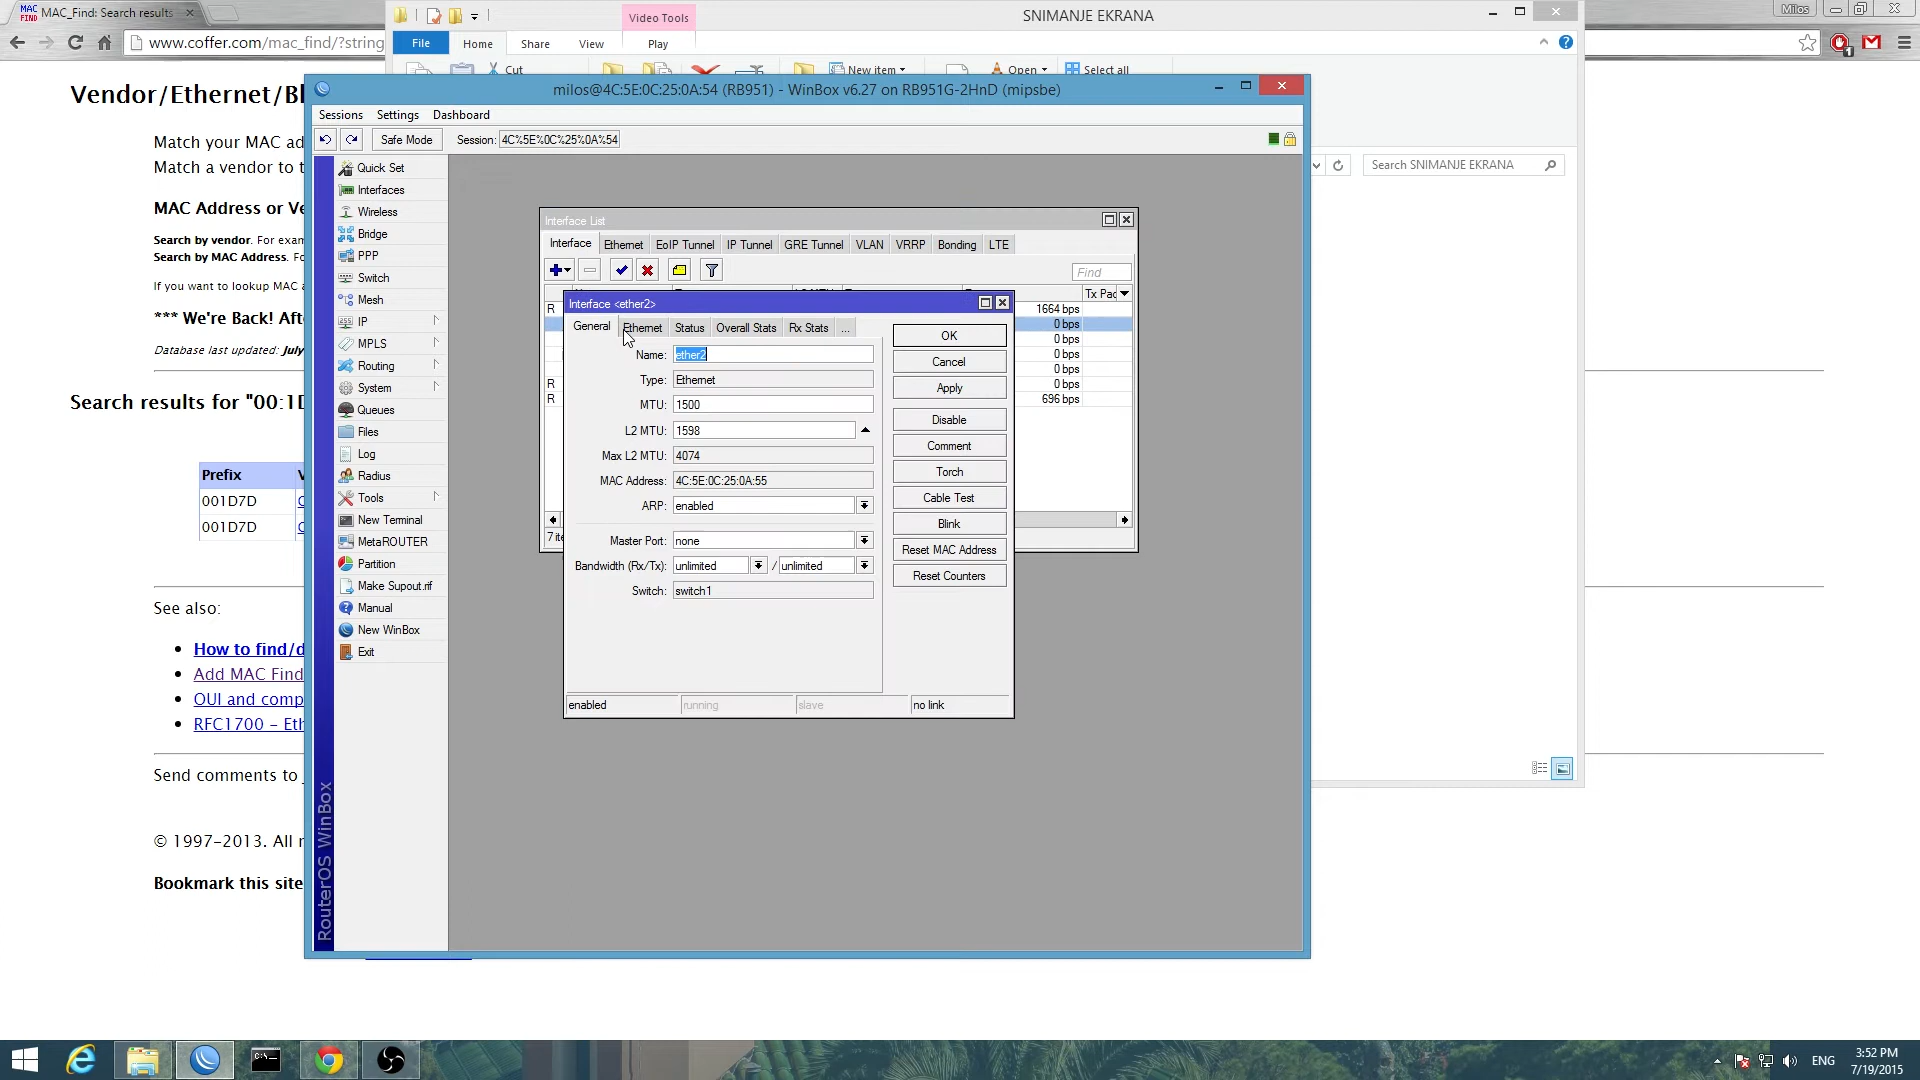 MAC_Find: Search results
Milos
www.coffer.com/mac_find/?string
Video Tools
SNIMANJE EKRANA
File
Home
Share
View
Play
Cut
New item
Open
Select all
Search SNIMANJE EKRANA
Vendor/Ethernet/Bl
Match your MAC ad
Match a vendor to t
MAC Address or Ve
Search by vendor. For exam
Search by MAC Address. Fo
If you want to lookup MAC a
*** We're Back! Aft
Database last updated: July
Search results for "00:1D
Prefix
001D7D
001D7D
See also:
How to find/d
Add MAC Find
OUI and comp
RFC1700 - Eth
Send comments to
© 1997-2013. All r
Bookmark this site
milos@4C:5E:0C:25:0A:54 (RB951) - WinBox v6.27 on RB951G-2HnD (mipsbe)
Sessions Settings Dashboard
Safe Mode
Session: 4C%5E%0C%25%0A%54
Quick Set
Interfaces
Wireless
Bridge
PPP
Switch
Mesh
IP
MPLS
Routing
System
Queues
Files
Log
Radius
Tools
New Terminal
MetaROUTER
Partition
Make Supout.rif
Manual
New WinBox
Exit
RouterOS WinBox
Interface List
Interface Ethernet EoIP Tunnel IP Tunnel GRE Tunnel VLAN VRRP Bonding LTE
Find
Tx Pac
R 1664 bps
0 bps
0 bps
0 bps
0 bps
R 0 bps
R 696 bps
7 ite
Interface <ether2>
General Ethernet Status Overall Stats Rx Stats ...
Name: ether2
Type: Ethernet
MTU: 1500
L2 MTU: 1598
Max L2 MTU: 4074
MAC Address: 4C:5E:0C:25:0A:55
ARP: enabled
Master Port: none
Bandwidth (Rx/Tx): unlimited / unlimited
Switch: switch1
OK
Cancel
Apply
Disable
Comment
Torch
Cable Test
Blink
Reset MAC Address
Reset Counters
enabled running slave no link
ENG
3:52 PM
7/19/2015